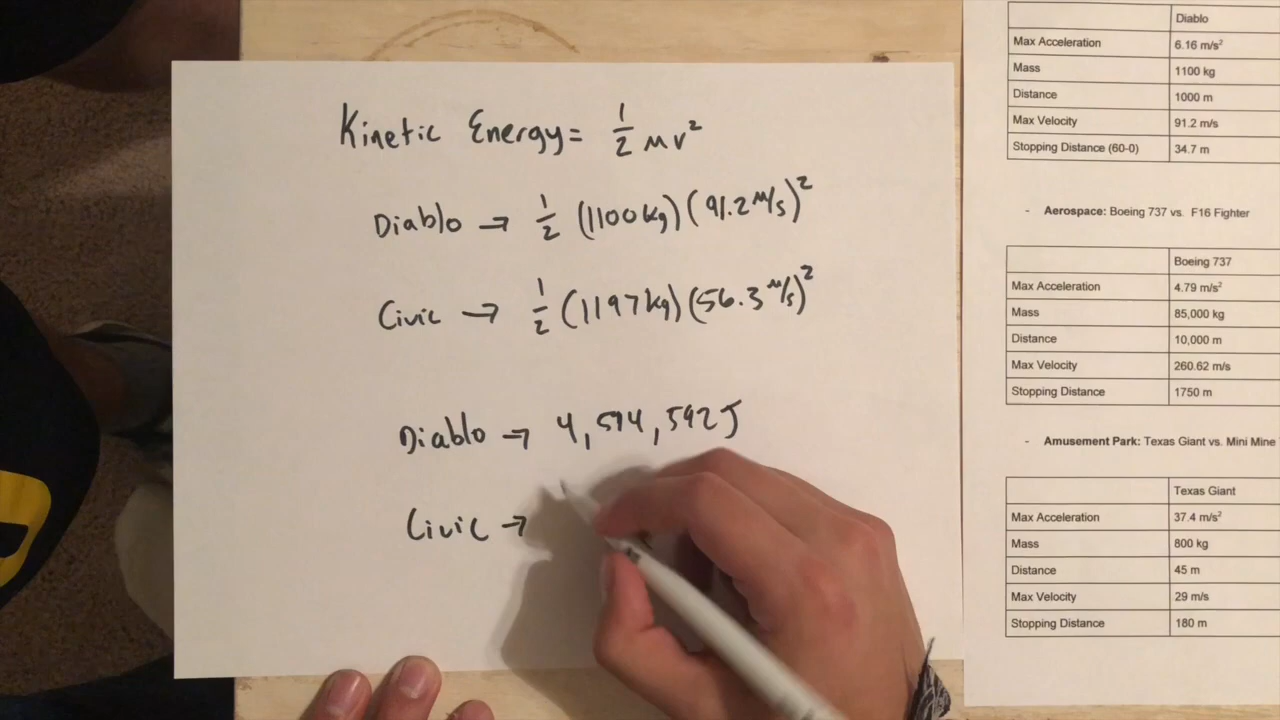 Kinetic Energy = 1/2 mv²
Diablo → 1/2 (1100kg)(91.2 m/s)²
Civic → 1/2 (1197kg)(56.3 m/s)²
Diablo → 4,574,592J
Civic →
Diablo
Max Acceleration 6.16 m/s²
Mass 1100 kg
Distance 1000 m
Max Velocity 91.2 m/s
Stopping Distance (60-0) 34.7 m
- Aerospace: Boeing 737 vs. F16 Fighter
Boeing 737
Max Acceleration 4.79 m/s²
Mass 85,000 kg
Distance 10,000 m
Max Velocity 260.62 m/s
Stopping Distance 1750 m
- Amusement Park: Texas Giant vs. Mini Mine
Texas Giant
Max Acceleration 37.4 m/s²
Mass 800 kg
Distance 45 m
Max Velocity 29 m/s
Stopping Distance 180 m